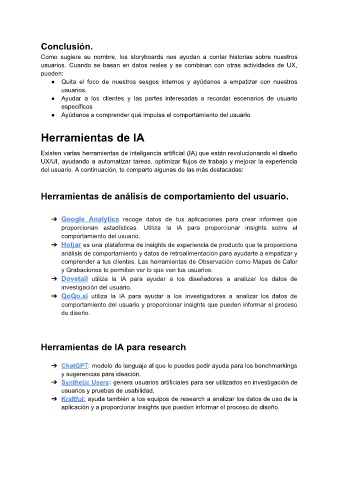 Conclusión.
Como sugiere su nombre, los storyboards nos ayudan a contar historias sobre nuestros
usuarios. Cuando se basan en datos reales y se combinan con otras actividades de UX,
pueden:
● Quita el foco de nuestros sesgos internos y ayúdanos a empatizar con nuestros
usuarios.
● Ayudar a los clientes y las partes interesadas a recordar escenarios de usuario
específicos
● Ayúdanos a comprender qué impulsa el comportamiento del usuario
Herramientas de IA
Existen varias herramientas de inteligencia artificial (IA) que están revolucionando el diseño
UX/UI, ayudando a automatizar tareas, optimizar flujos de trabajo y mejorar la experiencia
del usuario. A continuación, te comparto algunas de las más destacadas:
Herramientas de análisis de comportamiento del usuario.
➔ Google Analytics recoge datos de tus aplicaciones para crear informes que
proporcionan estadísticas. Utiliza la IA para proporcionar insights sobre el
comportamiento del usuario.
➔ Hotjar es una plataforma de insights de experiencia de producto que te proporciona
análisis de comportamiento y datos de retroalimentación para ayudarte a empatizar y
comprender a tus clientes. Las herramientas de Observación como Mapas de Calor
y Grabaciones te permiten ver lo que ven tus usuarios.
➔ Dovetail utiliza la IA para ayudar a los diseñadores a analizar los datos de
investigación del usuario.
➔ QoQo.ai utiliza la IA para ayudar a los investigadores a analizar los datos de
comportamiento del usuario y proporcionar insights que pueden informar el proceso
de diseño.
Herramientas de IA para research
➔ ChatGPT: modelo de lenguaje al que le puedes pedir ayuda para los benchmarkings
y sugerencias para ideación.
➔ Synthetic Users: genera usuarios artificiales para ser utilizados en investigación de
usuarios y pruebas de usabilidad.
➔ Kraftful: ayuda también a los equipos de research a analizar los datos de uso de la
aplicación y a proporcionar insights que pueden informar el proceso de diseño.